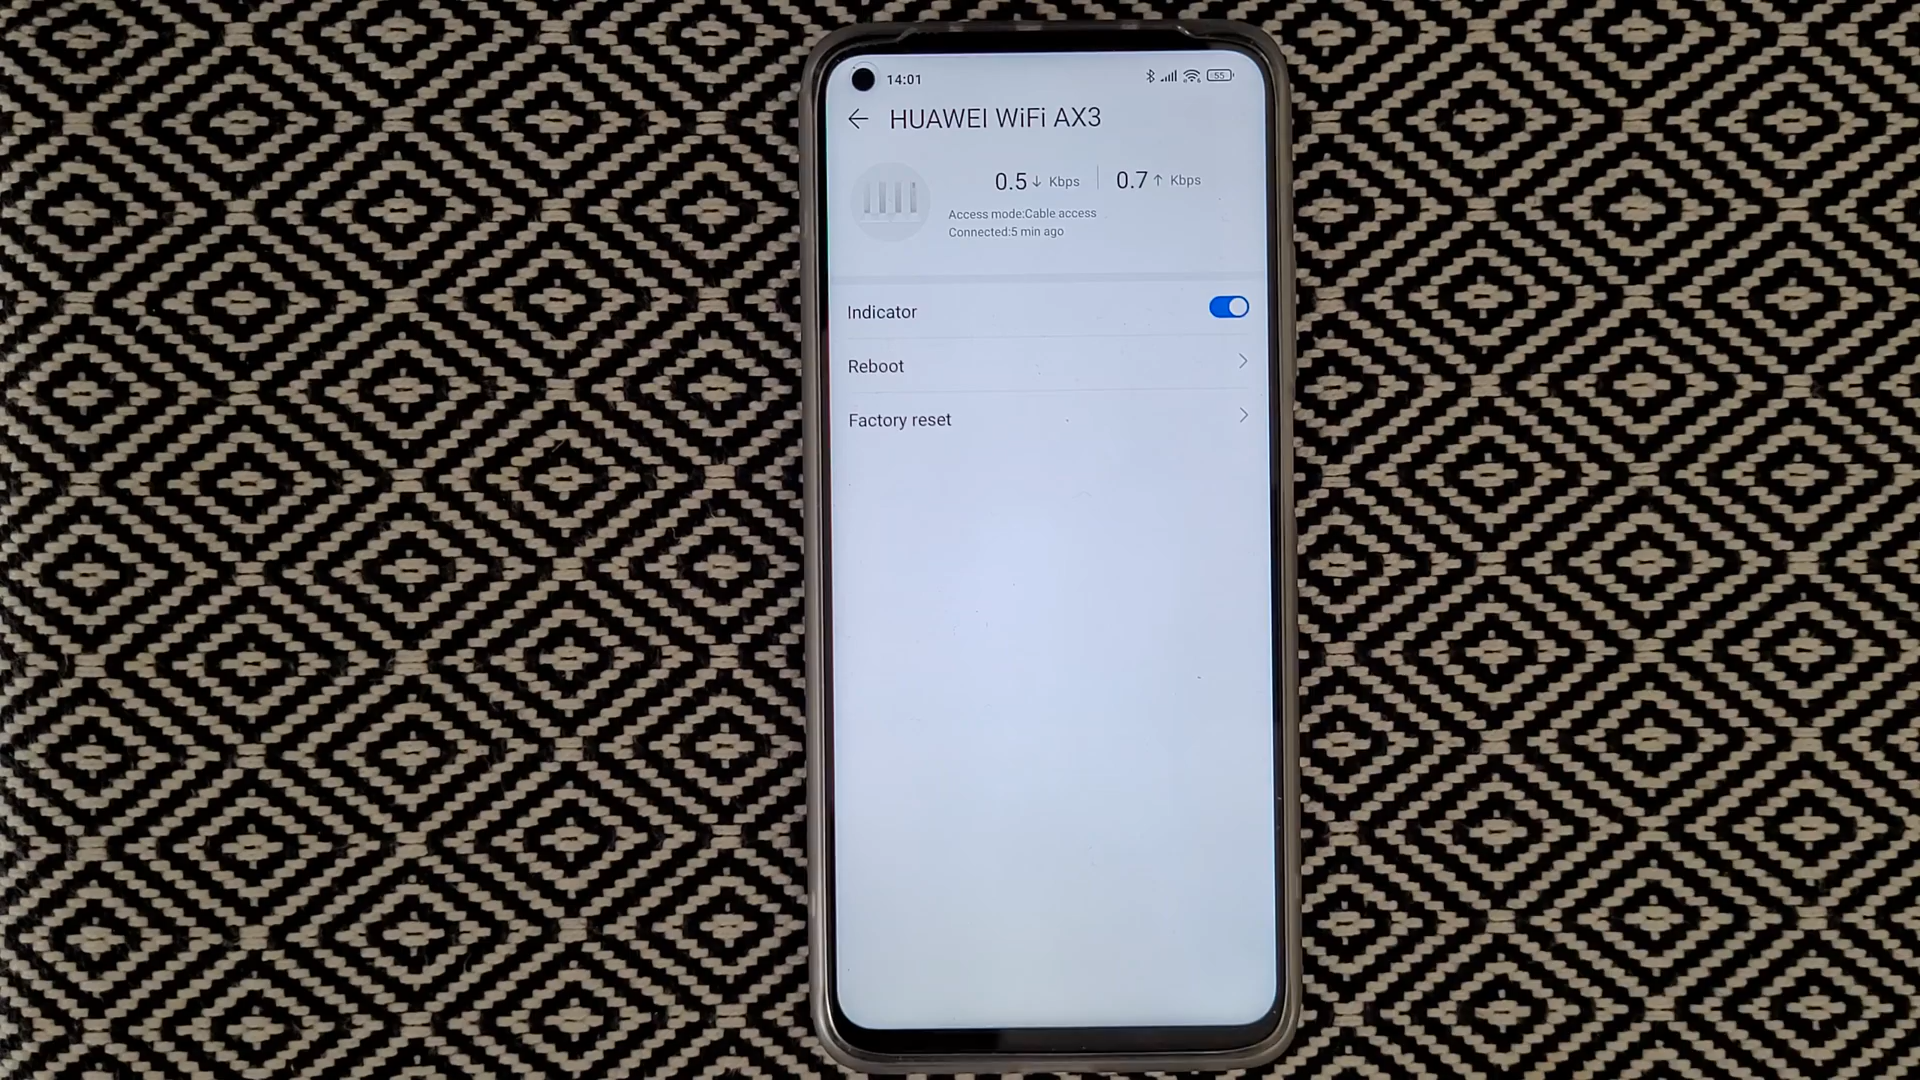 14:01 55
HUAWEI WiFi AX3
0.5↓ Kbps 0.7↑ Kbps
Access mode:Cable access
Connected:5 min ago
Indicator
Reboot
Factory reset